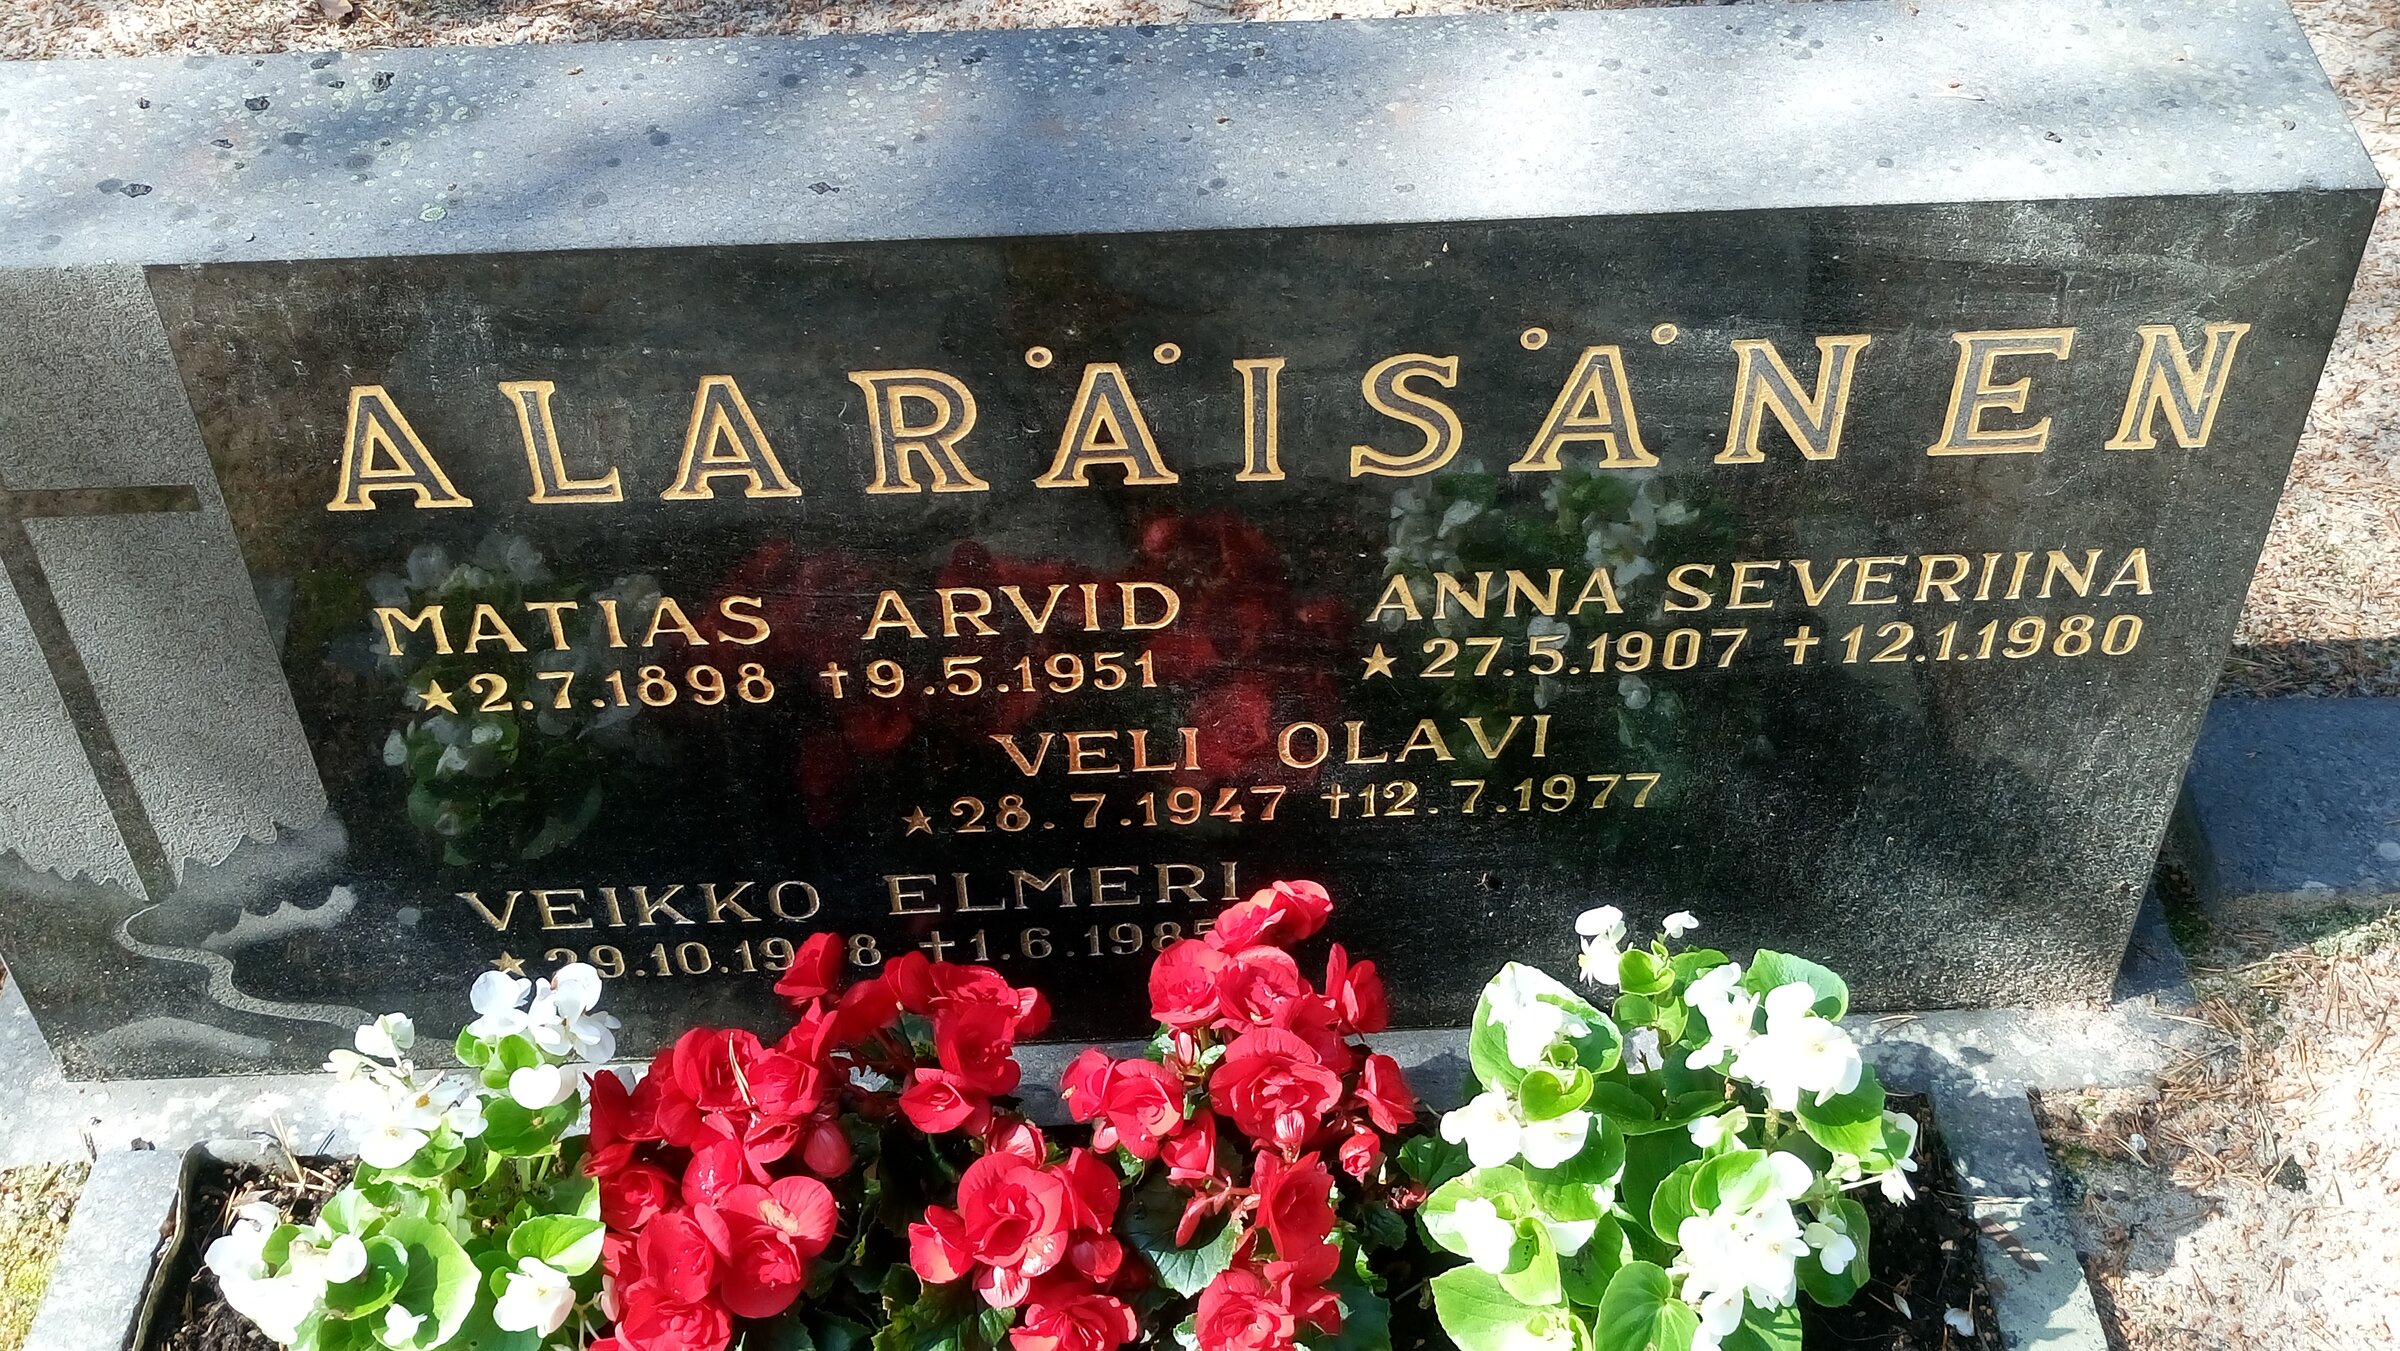 ALARÄISÄNEN
MATIAS ARVID
★2.7.1898 †9.5.1951
ANNA SEVERIINA
★27.5.1907 †12.1.1980
VELI OLAVI
★28.7.1947 †12.7.1977
VEIKKO ELMERI